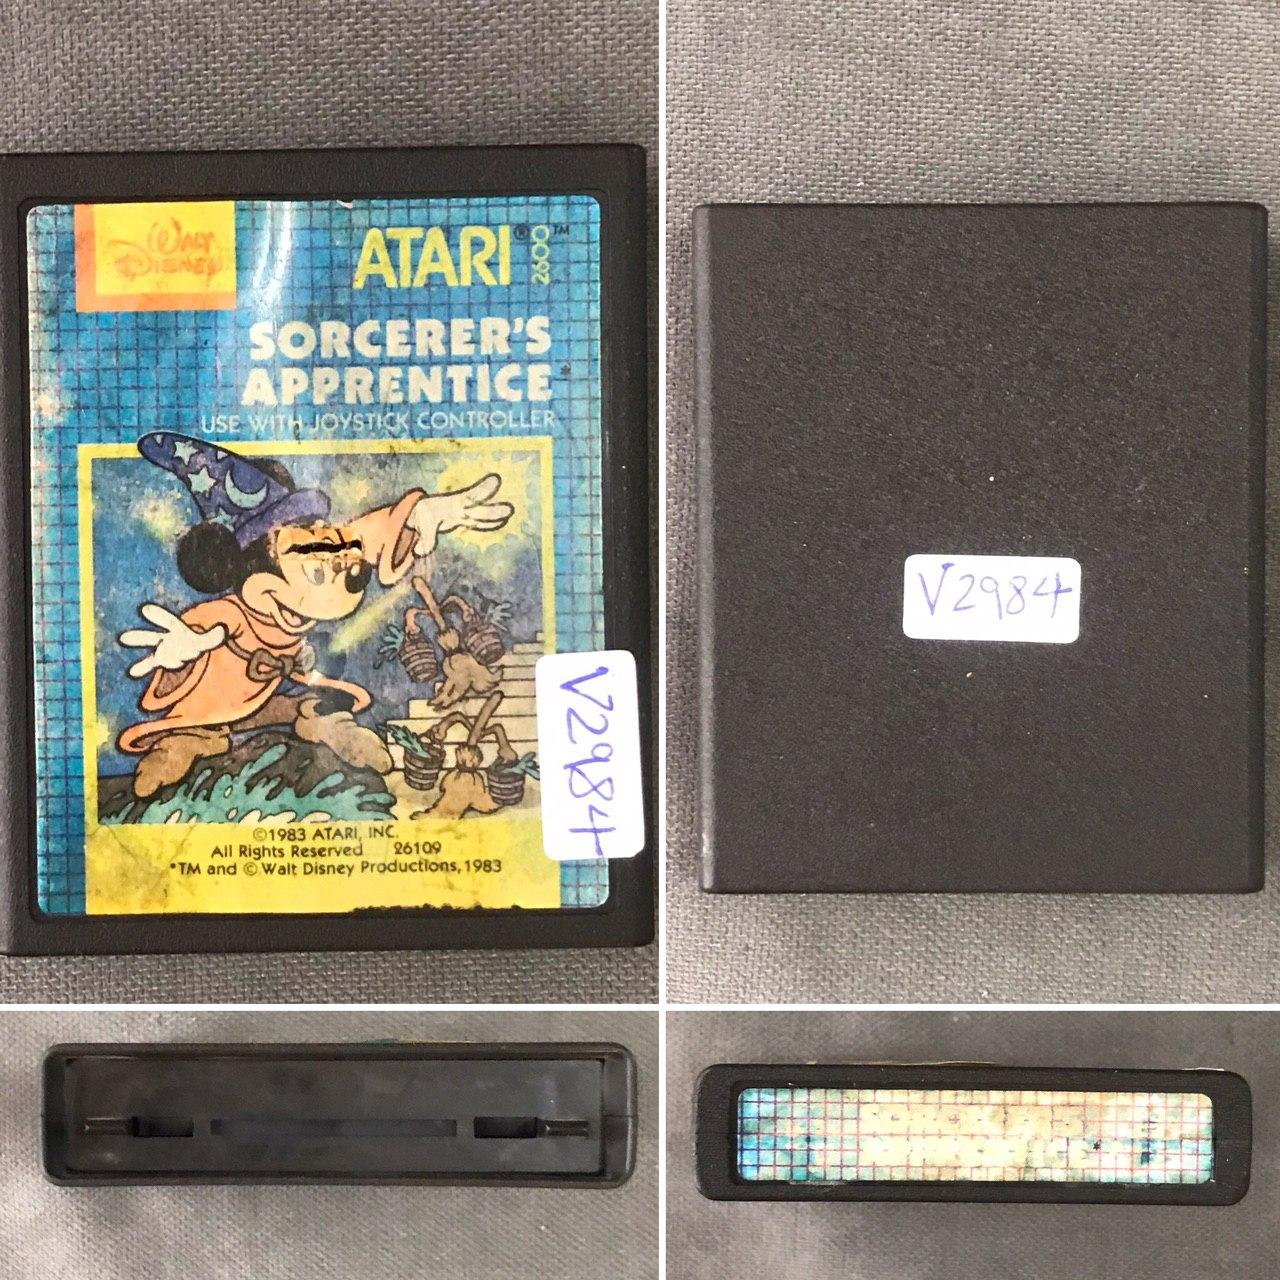 WALT
DISNEY
ATARI® 2600™
SORCERER'S
APPRENTICE
USE WITH JOYSTICK CONTROLLER
V2984
©1983 ATARI, INC.
All Rights Reserved 26109
*TM and © Walt Disney Productions, 1983
V2984